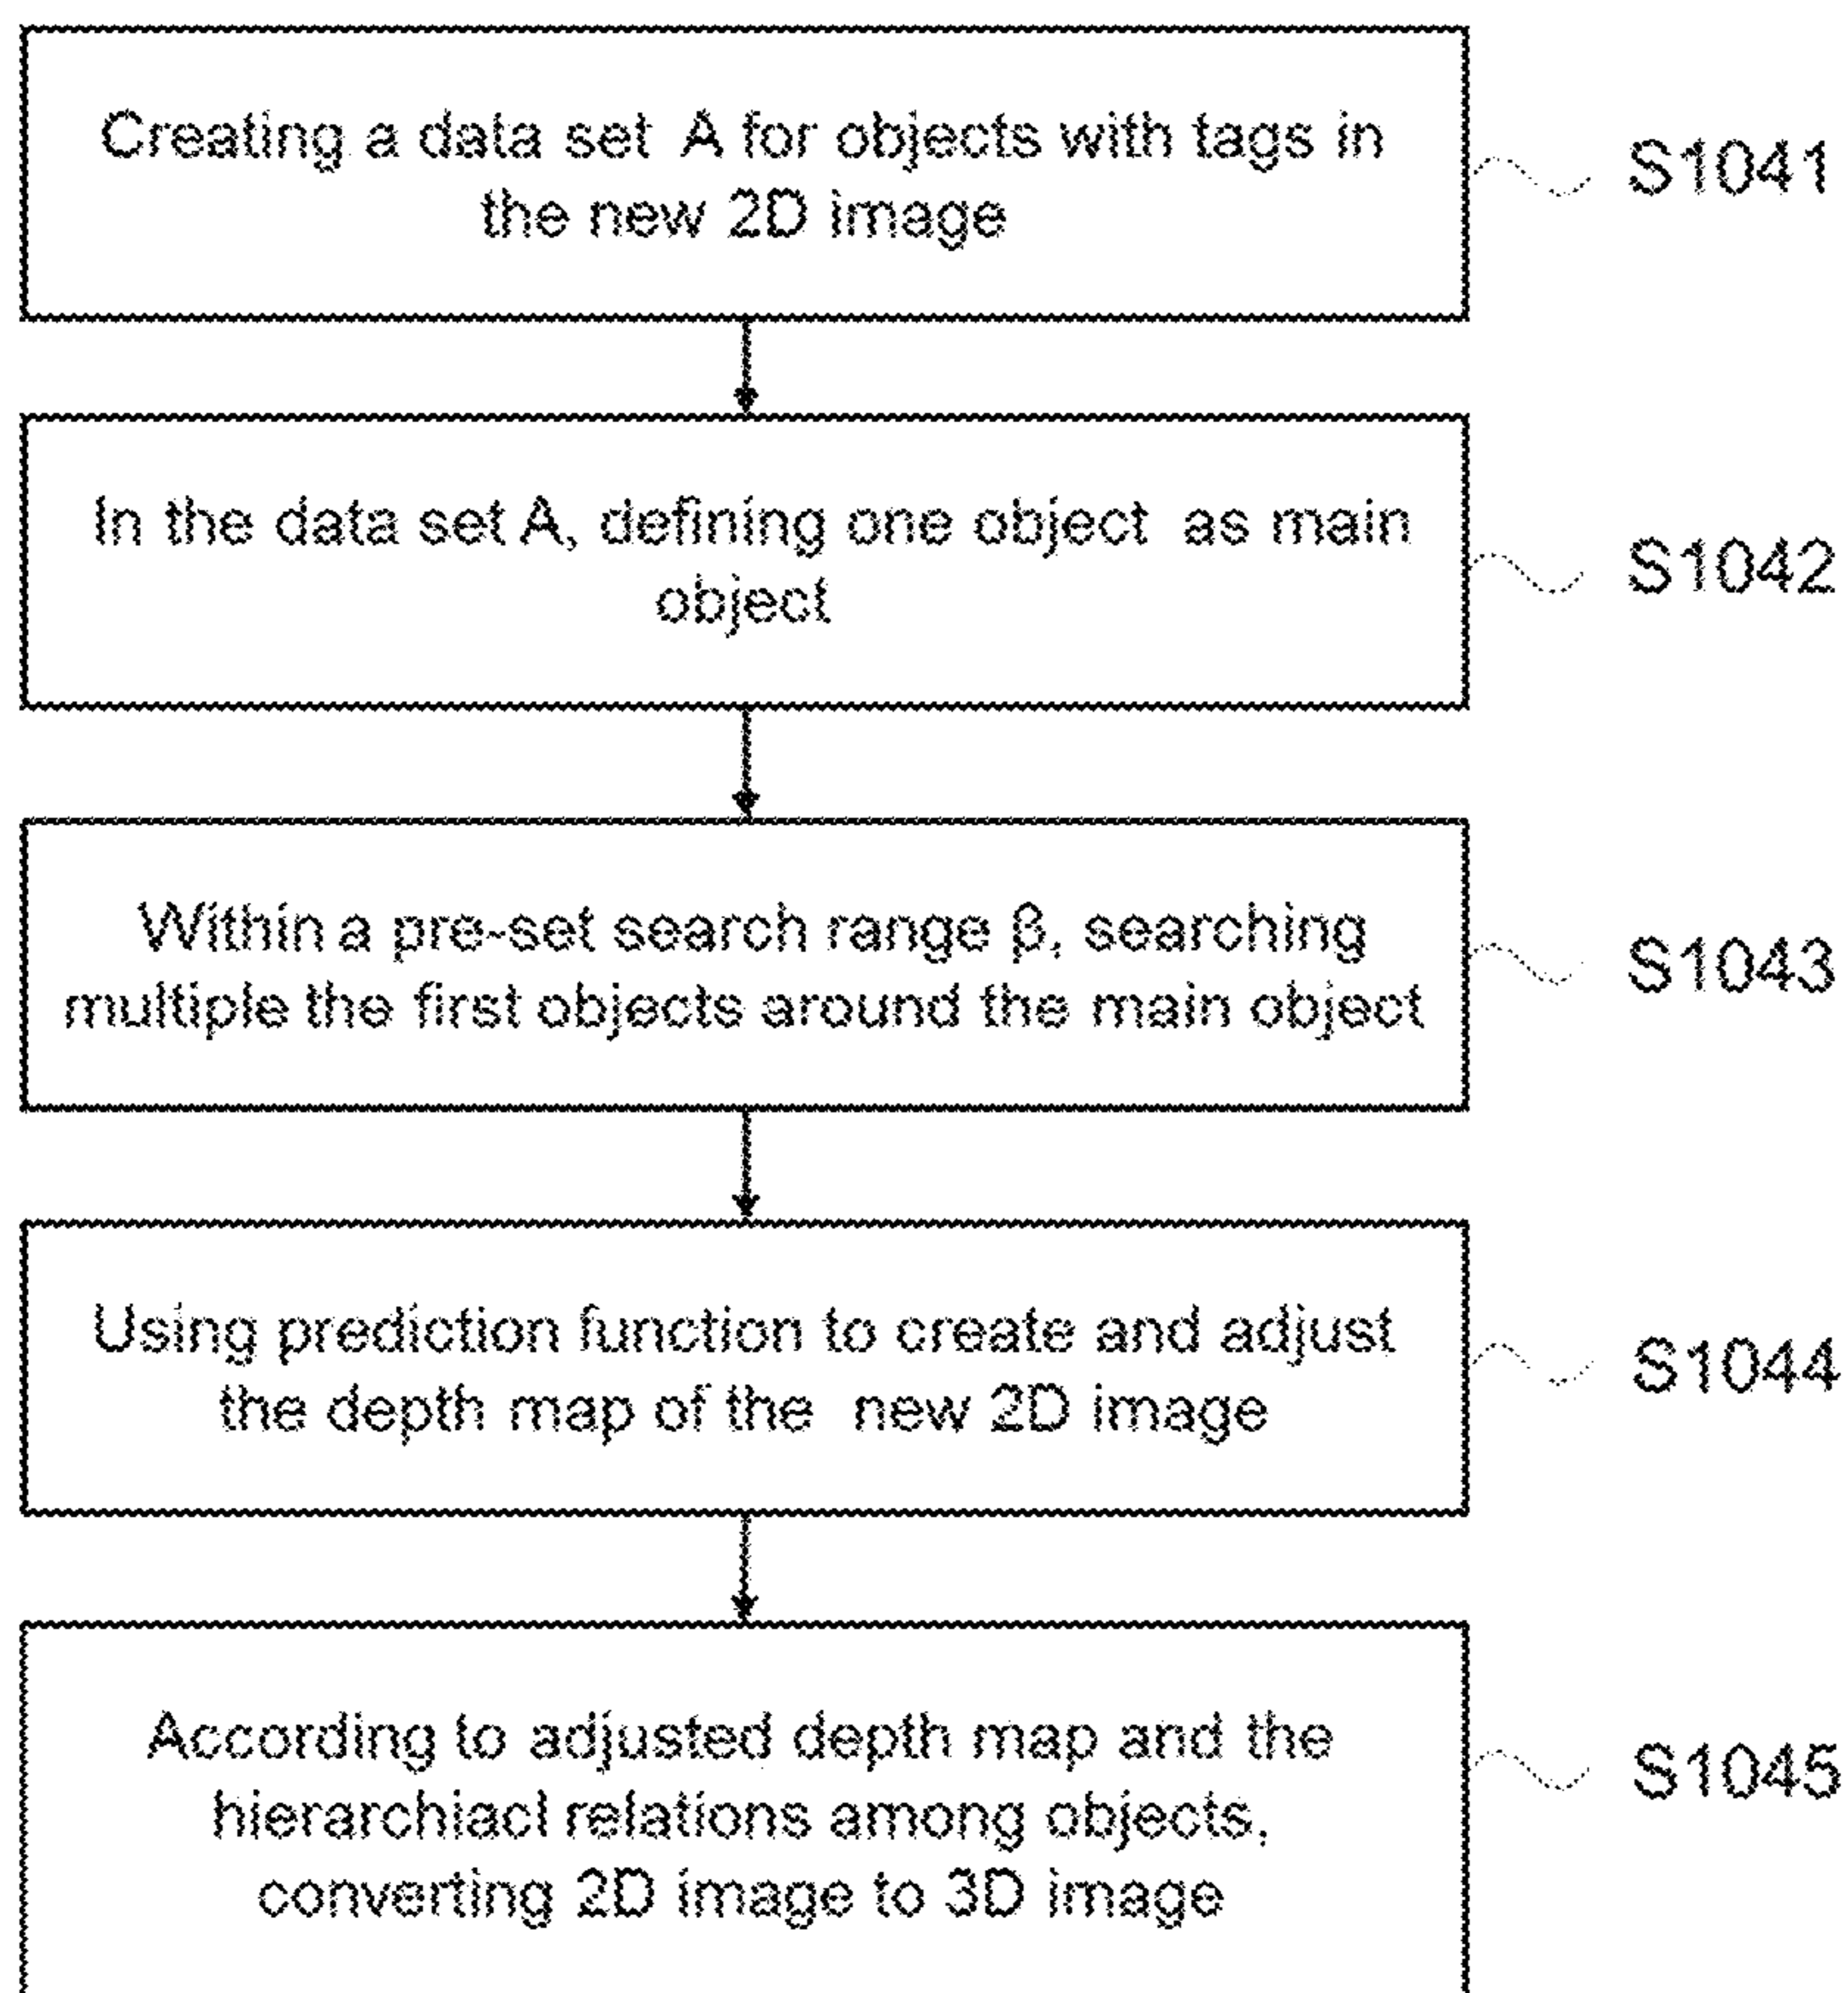 Creating a data set A for objects with tags in
the new 2D image
S1041
In the data set A, defining one object as main
object
S1042
Within a pre-set search range β, searching
multiple the first objects around the main object
S1043
Using prediction function to create and adjust
the depth map of the new 2D image
S1044
According to adjusted depth map and the
hierarchiacl relations among objects,
converting 2D image to 3D image
S1045